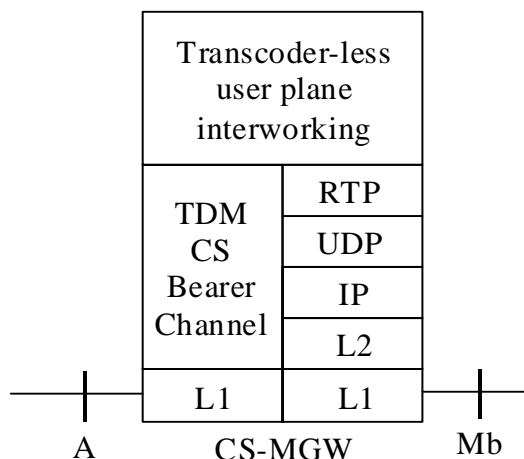 Transcoder-less
user plane
interworking
TDM
CS
Bearer
Channel
RTP
UDP
IP
L2
L1
L1
A
CS-MGW
Mb